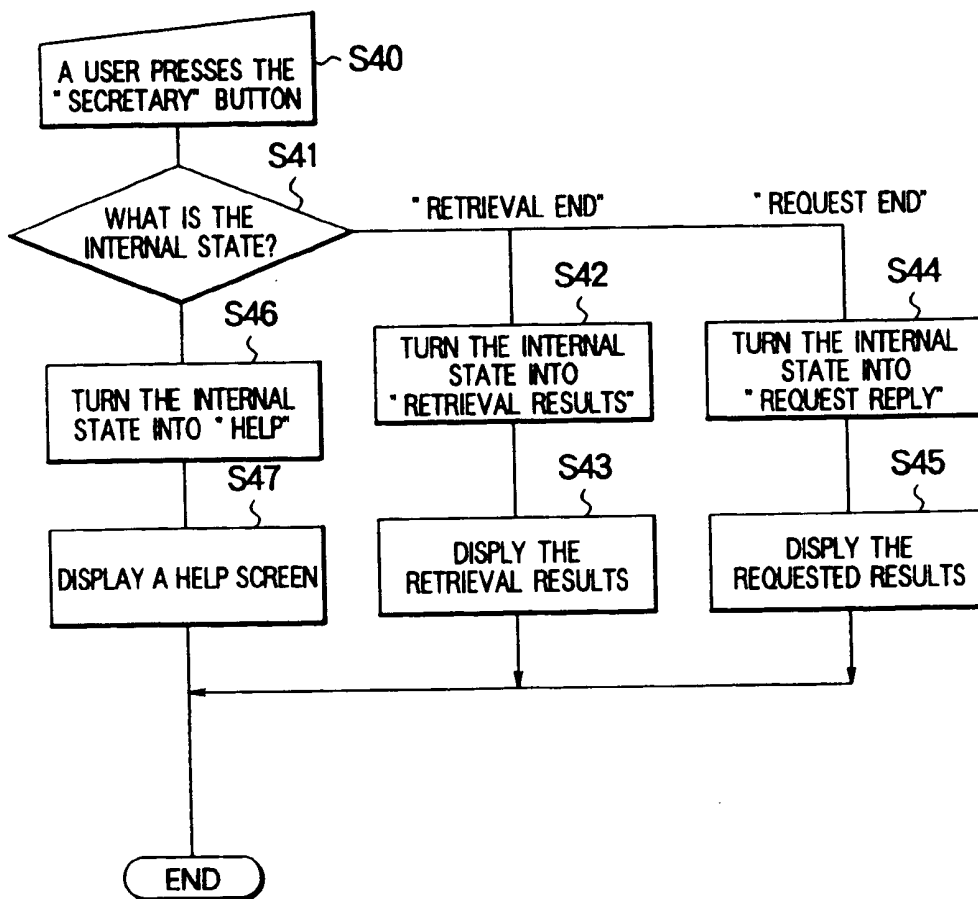 S40
A USER PRESSES THE
"SECRETARY" BUTTON
S41
WHAT IS THE
INTERNAL STATE?
"RETRIEVAL END"
"REQUEST END"
S42
TURN THE INTERNAL
STATE INTO
"RETRIEVAL RESULTS"
S44
TURN THE INTERNAL
STATE INTO
"REQUEST REPLY"
S46
TURN THE INTERNAL
STATE INTO "HELP"
S43
DISPLY THE
RETRIEVAL RESULTS
S45
DISPLY THE
REQUESTED RESULTS
S47
DISPLAY A HELP SCREEN
END